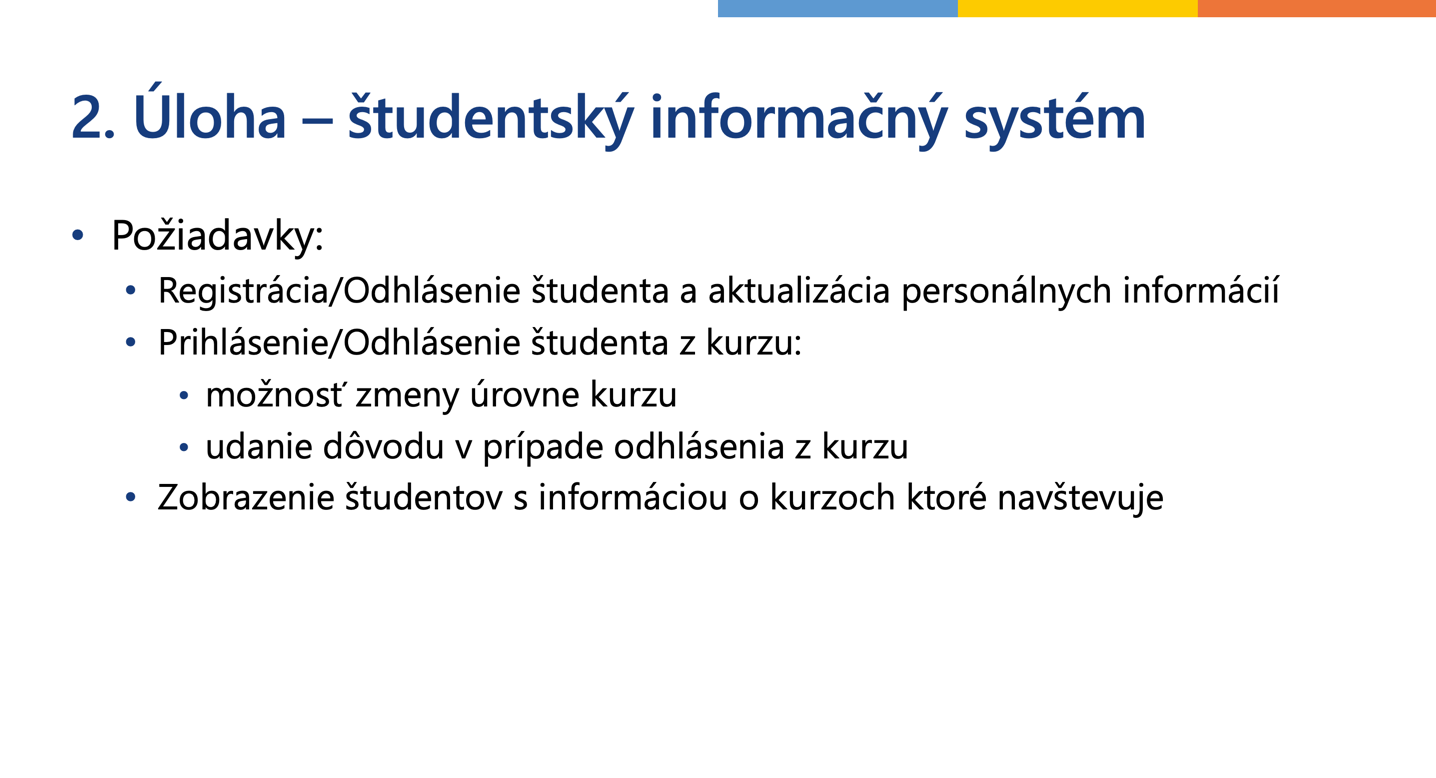 2. Úloha – študentský informačný systém
• Požiadavky:
• Registrácia/Odhlásenie študenta a aktualizácia personálnych informácií
• Prihlásenie/Odhlásenie študenta z kurzu:
• možnosť zmeny úrovne kurzu
• udanie dôvodu v prípade odhlásenia z kurzu
• Zobrazenie študentov s informáciou o kurzoch ktoré navštevuje